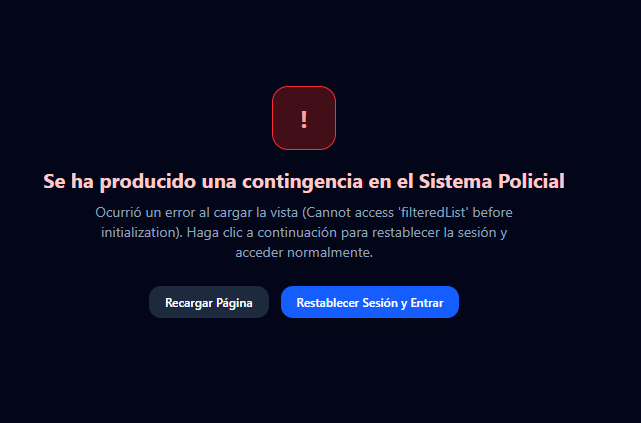 !
Se ha producido una contingencia en el Sistema Policial
Ocurrió un error al cargar la vista (Cannot access 'filteredList' before
initialization). Haga clic a continuación para restablecer la sesión y
acceder normalmente.
Recargar Página
Restablecer Sesión y Entrar